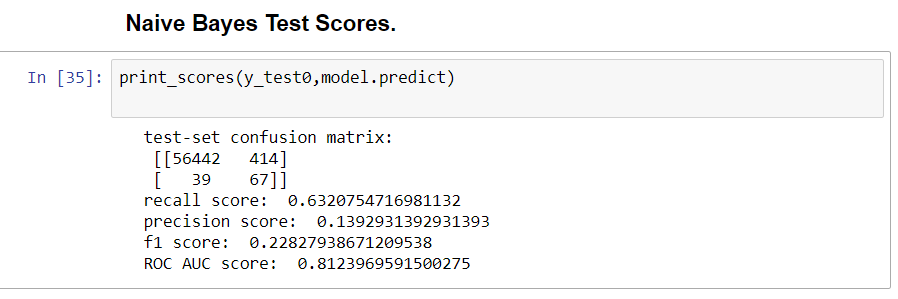 Naive Bayes Test Scores.
In [35]: print_scores(y_test0,model.predict)
test-set confusion matrix:
[[56442 414]
[ 39 67]]
recall score: 0.6320754716981132
precision score: 0.1392931392931393
f1 score: 0.22827938671209538
ROC AUC score: 0.8123969591500275